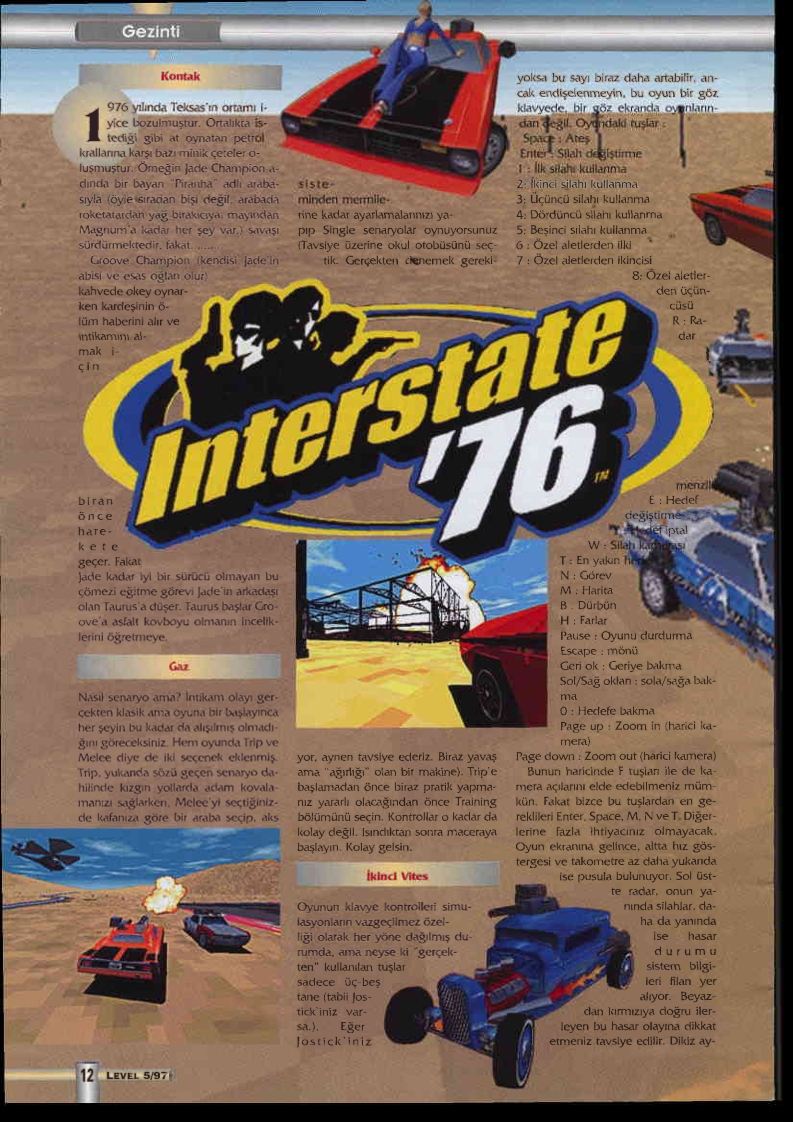 Gezinti
Kontak
1976 yılında Teksas'ın ortamı i-
yice bozulmuştur. Ortalıkta is-
tediği gibi at oynatan petrol
krallarına karşı bazı minik çeteler o-
luşmuştur. Örneğin Jade Champion a-
dında bir bayan "Piranha" adlı araba-
sıyla (öyle sıradan bişi değil, arabada
roketatardan yağ bırakıcıya, mayından
Magnum'a kadar her şey var.) savaşı
sürdürmektedir, fakat. .....
Groove Champion (kendisi Jade'in
abisi ve esas oğlan olur)
kahvede okey oynar-
ken kardeşinin ö-
lüm haberini alır ve
intikamını al-
mak i-
çin
biran
önce
hare-
kete
geçer. Fakat
Jade kadar iyi bir sürücü olmayan bu
çömezi eğitme görevi Jade'in arkadaşı
olan Taurus'a düşer. Taurus başlar Gro-
ove'a asfalt kovboyu olmanın incelik-
lerini öğretmeye.
Gaz
Nasıl senaryo ama? İntikam olayı ger-
çekten klasik ama oyuna bir başlayınca
her şeyin bu kadar da alışılmış olmadı-
ğını göreceksiniz. Hem oyunda Trip ve
Melee diye de iki seçenek eklenmiş.
Trip, yukarıda sözü geçen senaryo da-
hilinde kızgın yollarda adam kovala-
manızı sağlarken, Melee'yi seçtiğiniz-
de kafanıza göre bir araba seçip, aks
siste-
minden mermile-
rine kadar ayarlamalarınızı ya-
pıp Single senaryolar oynuyorsunuz
(Tavsiye üzerine okul otobüsünü seç-
tik. Gerçekten denemek gereki-
Interstate
'76
TM
yor, aynen tavsiye ederiz. Biraz yavaş
ama "ağırlığı" olan bir makine). Trip'e
başlamadan önce biraz pratik yapma-
nız yararlı olacağından önce Training
bölümünü seçin. Kontrollar o kadar da
kolay değil. Isındıktan sonra maceraya
başlayın. Kolay gelsin.
İkinci Vites
Oyunun klavye kontrolleri simu-
lasyonların vazgeçilmez özel-
liği olarak her yöne dağılmış du-
rumda, ama neyse ki "gerçek-
ten" kullanılan tuşlar
sadece üç-beş
tane (tabii Jos-
tick'iniz var-
sa.). Eğer
Jostick'iniz
yoksa bu sayı biraz daha artabilir, an-
cak endişelenmeyin, bu oyun bir göz
klavyede, bir göz ekranda oyunların-
dan değil. Oyundaki tuşlar :
Space : Ateş
Enter : Silah değiştirme
1 : İlk silahı kullanma
2: İkinci silahı kullanma
3: Üçüncü silahı kullanma
4: Dördüncü silahı kullanma
5: Beşinci silahı kullanma
6 : Özel aletlerden ilki
7 : Özel aletlerden ikincisi
8: Özel aletler-
den üçün-
cüsü
R : Ra-
dar
menzili
E : Hedef
değiştirme
Y : Hedef iptal
W : Silah kamerası
T : En yakın
N : Görev
M : Harita
B : Dürbün
H : Farlar
Pause : Oyunu durdurma
Escape : mönü
Geri ok : Geriye bakma
Sol/Sağ okları : sola/sağa bak-
ma
0 : Hedefe bakma
Page up : Zoom in (harici ka-
mera)
Page down : Zoom out (harici kamera)
Bunun haricinde F tuşları ile de ka-
mera açılarını elde edebilmeniz müm-
kün. Fakat bizce bu tuşlardan en ge-
reklileri Enter, Space, M, N ve T. Diğer-
lerine fazla ihtiyacınız olmayacak.
Oyun ekranına gelince, altta hız gös-
tergesi ve takometre az daha yukarıda
ise pusula bulunuyor. Sol üst-
te radar, onun ya-
nında silahlar, da-
ha da yanında
ise hasar
durumu
sistem bilgi-
leri filan yer
alıyor. Beyaz-
dan kırmızıya doğru iler-
leyen bu hasar olayına dikkat
etmeniz tavsiye edilir. Dikiz ay-
12 LEVEL 5/97